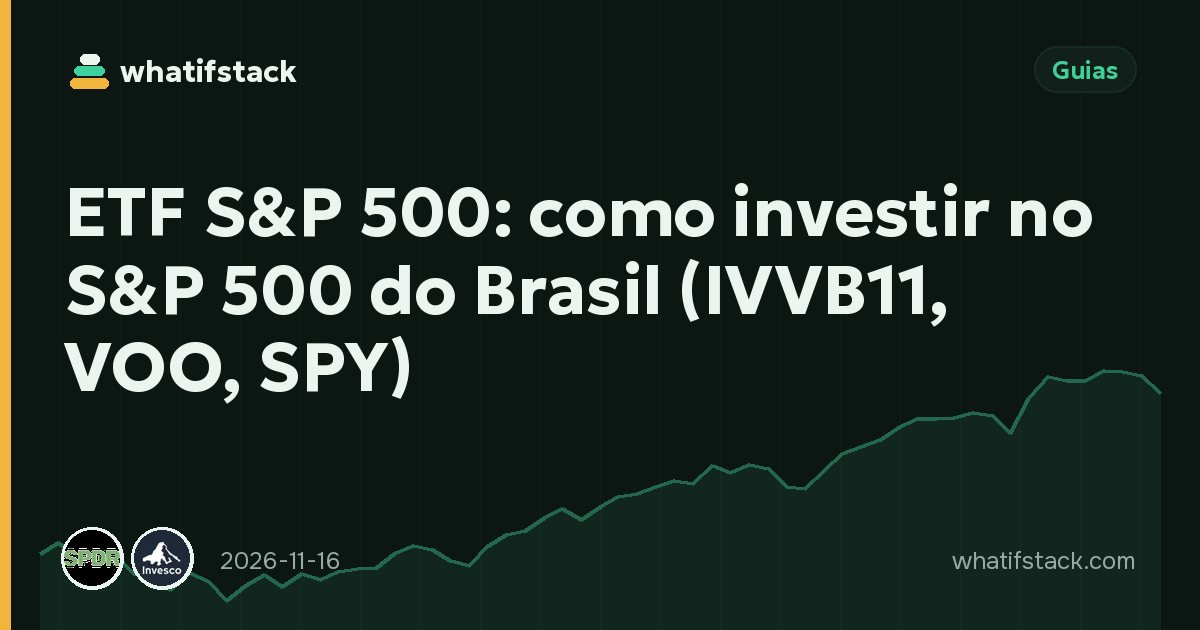 whatifstack
Guias
ETF S&P 500: como investir no
S&P 500 do Brasil (IVVB11,
VOO, SPY)
SPDR
Invesco
2026-11-16
whatifstack.com